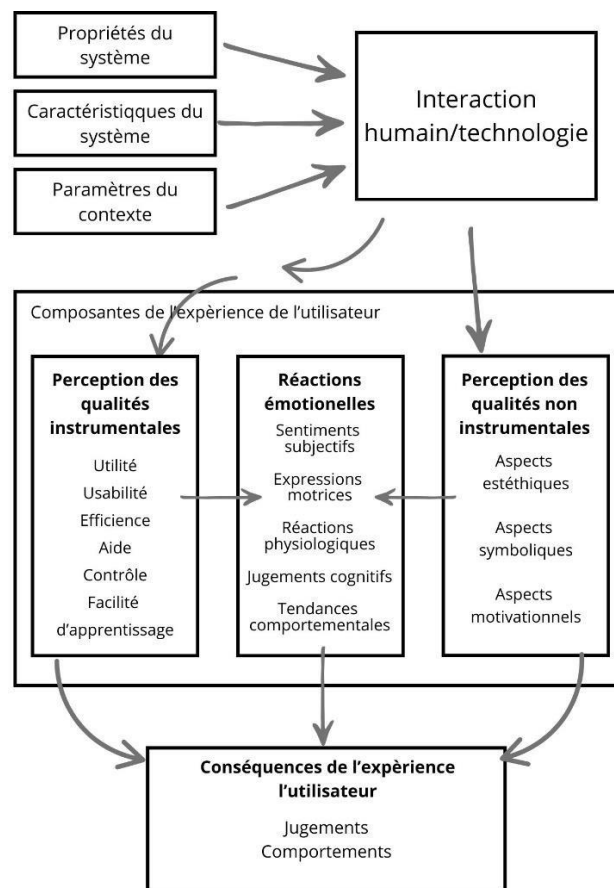 Propriétés du
système
Caractéristiqques du
système
Paramètres du
contexte
Interaction
humain/technologie
Composantes de l'expèrience de l'utilisateur
Perception des
qualités
instrumentales
Utilité
Usabilité
Efficience
Aide
Contrôle
Facilité
d'apprentissage
Réactions
émotionelles
Sentiments
subjectifs
Expressions
motrices
Réactions
physiologiques
Jugements cognitifs
Tendances
comportementales
Perception des
qualités non
instrumentales
Aspects
estéthiques
Aspects
symboliques
Aspects
motivationnels
Conséquences de l'expèrience
l'utilisateur
Jugements
Comportements